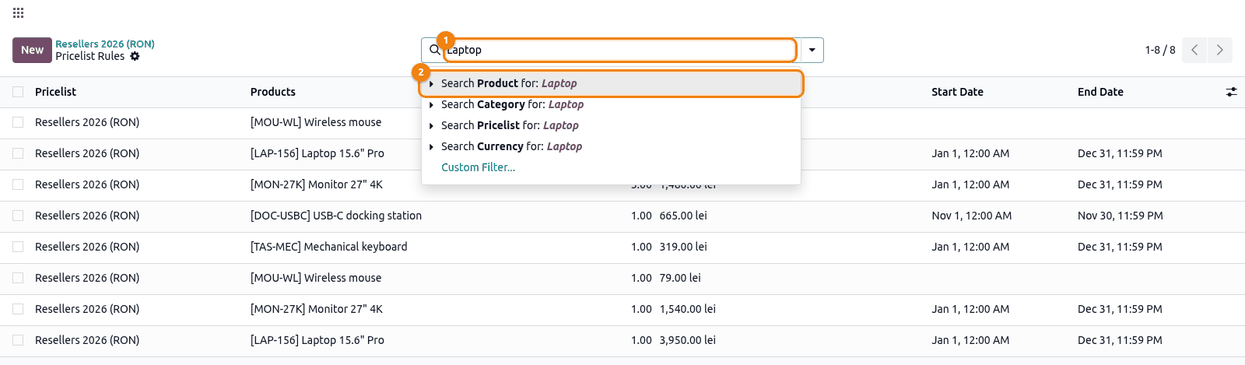 1
New Resellers 2026 (RON) Laptop 1-8 / 8
Pricelist Rules
2
Search Product for: Laptop
Pricelist Products Start Date End Date
Search Category for: Laptop
Resellers 2026 (RON) [MOU-WL] Wireless mouse
Search Pricelist for: Laptop
Search Currency for: Laptop
Resellers 2026 (RON) [LAP-156] Laptop 15.6" Pro Jan 1, 12:00 AM Dec 31, 11:59 PM
Custom Filter...
Resellers 2026 (RON) [MON-27K] Monitor 27" 4K Jan 1, 12:00 AM Dec 31, 11:59 PM
Resellers 2026 (RON) [DOC-USBC] USB-C docking station 1.00 665.00 lei Nov 1, 12:00 AM Nov 30, 11:59 PM
Resellers 2026 (RON) [TAS-MEC] Mechanical keyboard 1.00 319.00 lei Jan 1, 12:00 AM Dec 31, 11:59 PM
Resellers 2026 (RON) [MOU-WL] Wireless mouse 1.00 79.00 lei
Resellers 2026 (RON) [MON-27K] Monitor 27" 4K 1.00 1,540.00 lei Jan 1, 12:00 AM Dec 31, 11:59 PM
Resellers 2026 (RON) [LAP-156] Laptop 15.6" Pro 1.00 3,950.00 lei Jan 1, 12:00 AM Dec 31, 11:59 PM